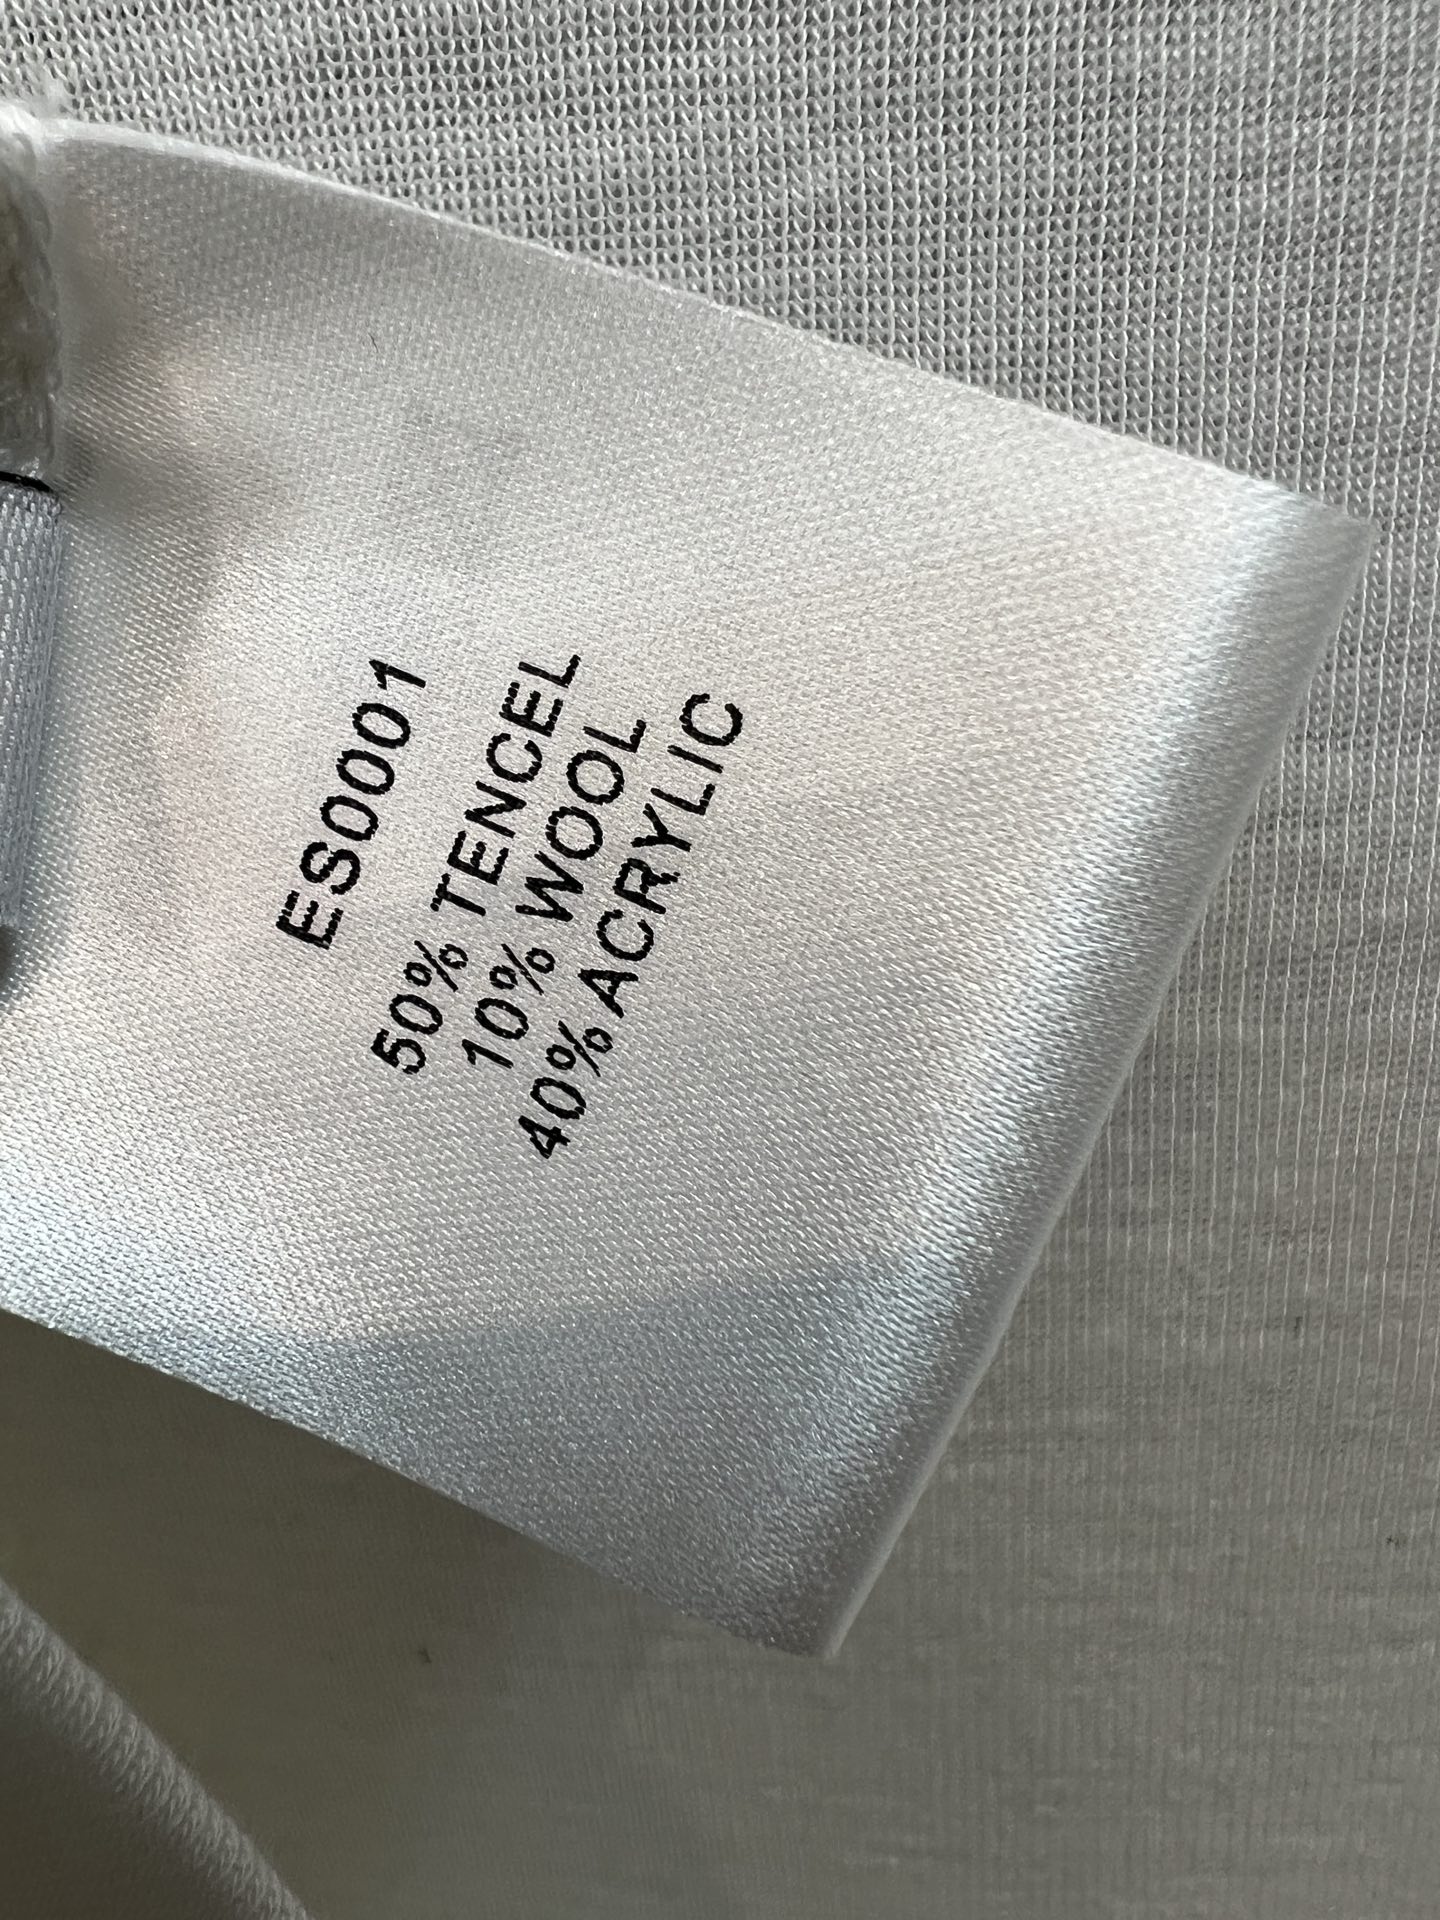 ES0001
50% TENCEL
10% WOOL
40% ACRYLIC